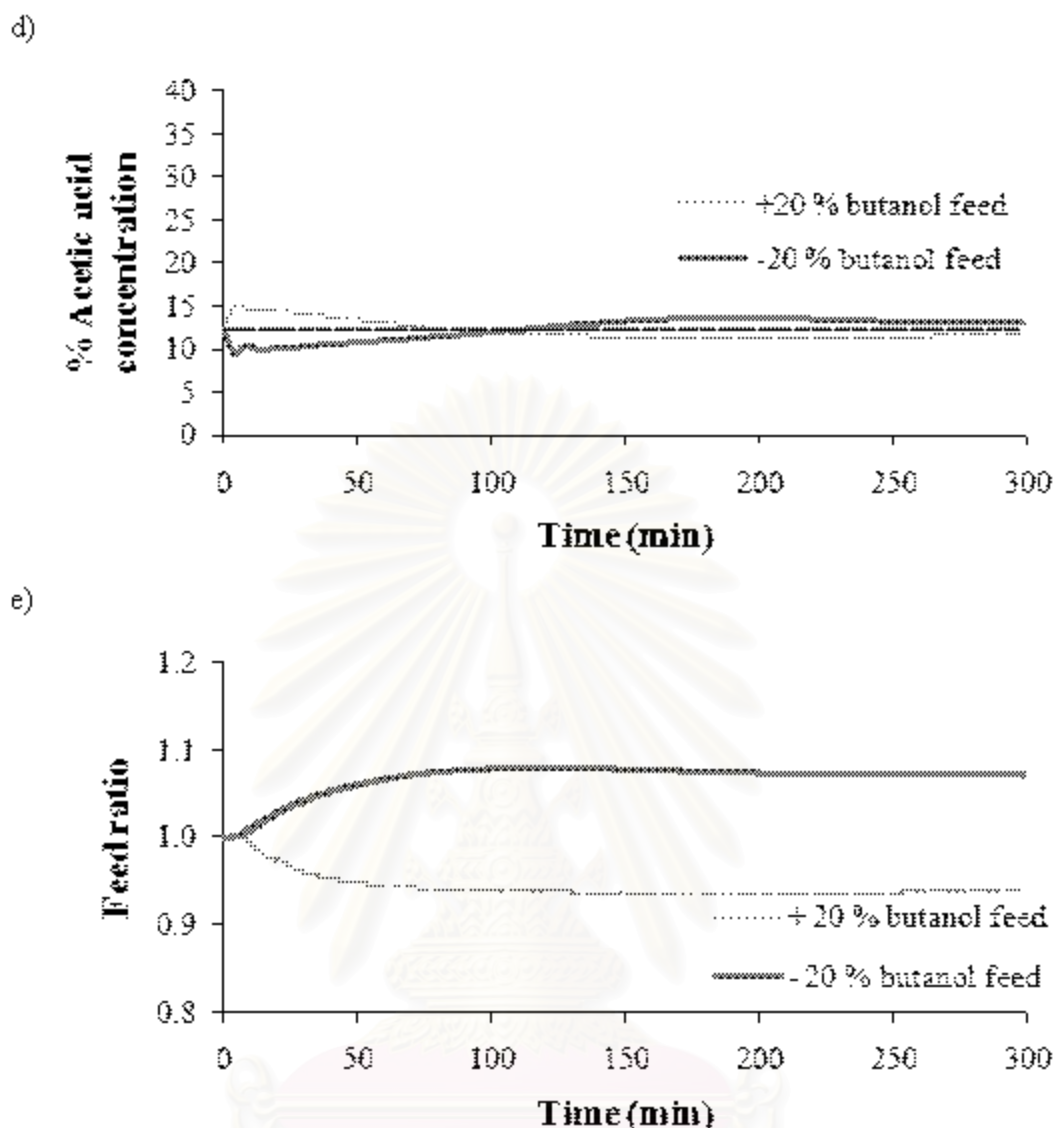 d)
40
35
30
25
20
15
10
5
0
% Acetic acid
concentration
+20 % butanol feed
-20 % butanol feed
0 50 100 150 200 250 300
Time (min)
e)
1.2
1.1
1.0
0.9
0.8
Feed ratio
+ 20 % butanol feed
- 20 % butanol feed
0 50 100 150 200 250 300
Time (min)